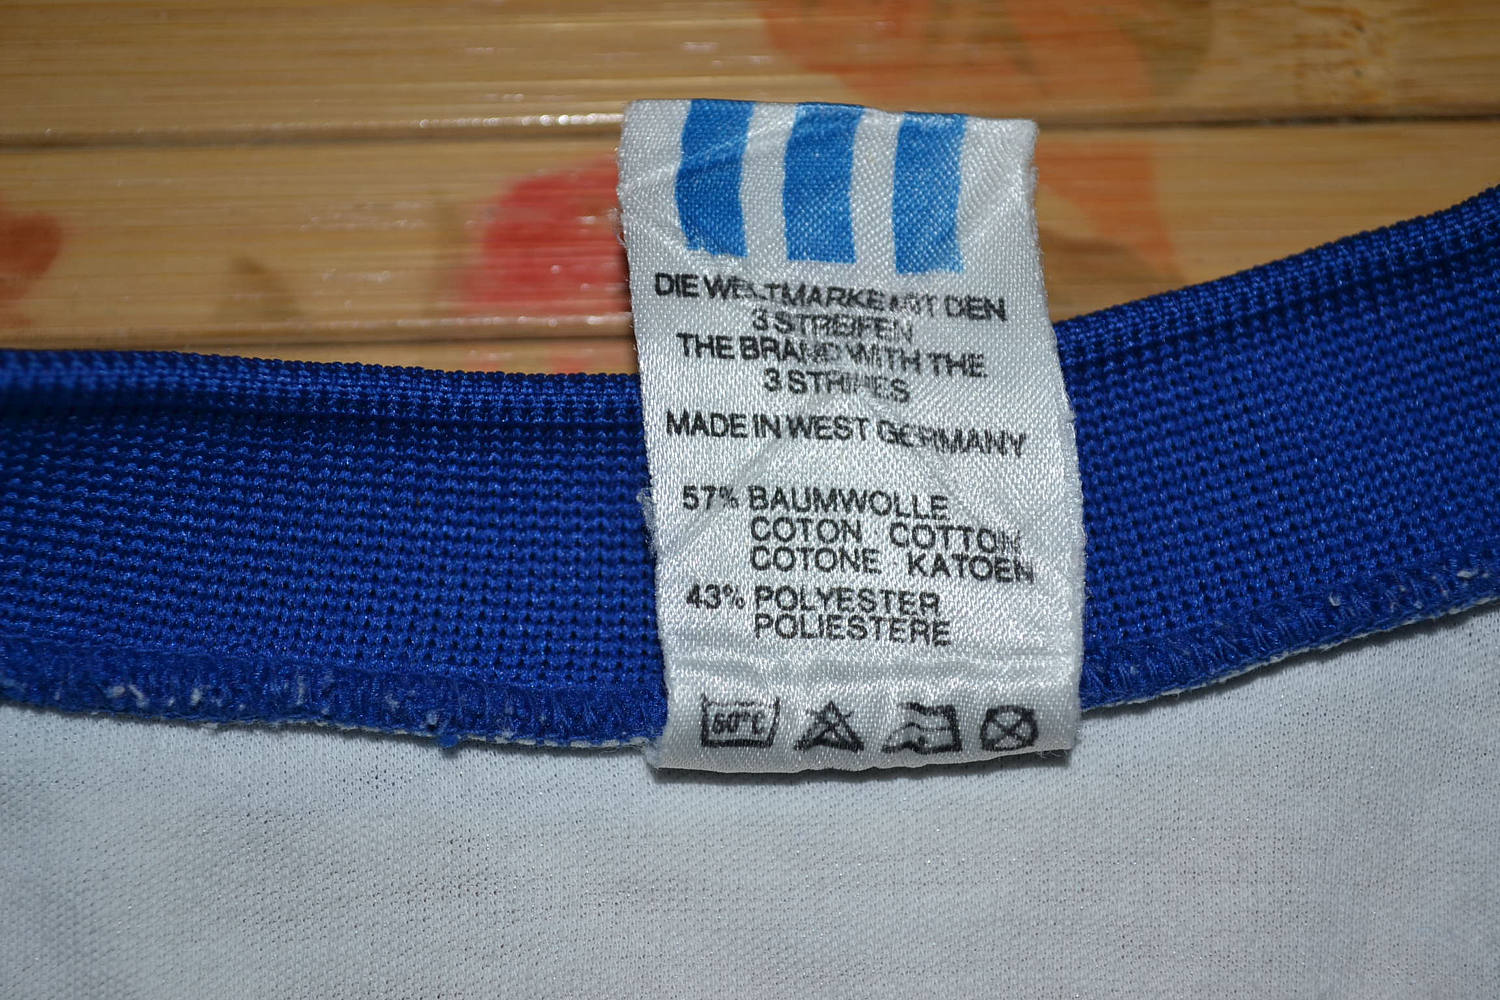 DIE WELTMARKE MIT DEN
3 STREIFEN
THE BRAND WITH THE
3 STRIPES
MADE IN WEST GERMANY
57% BAUMWOLLE
COTON COTTON
COTONE KATOEN
43% POLYESTER
POLIESTERE
60°C